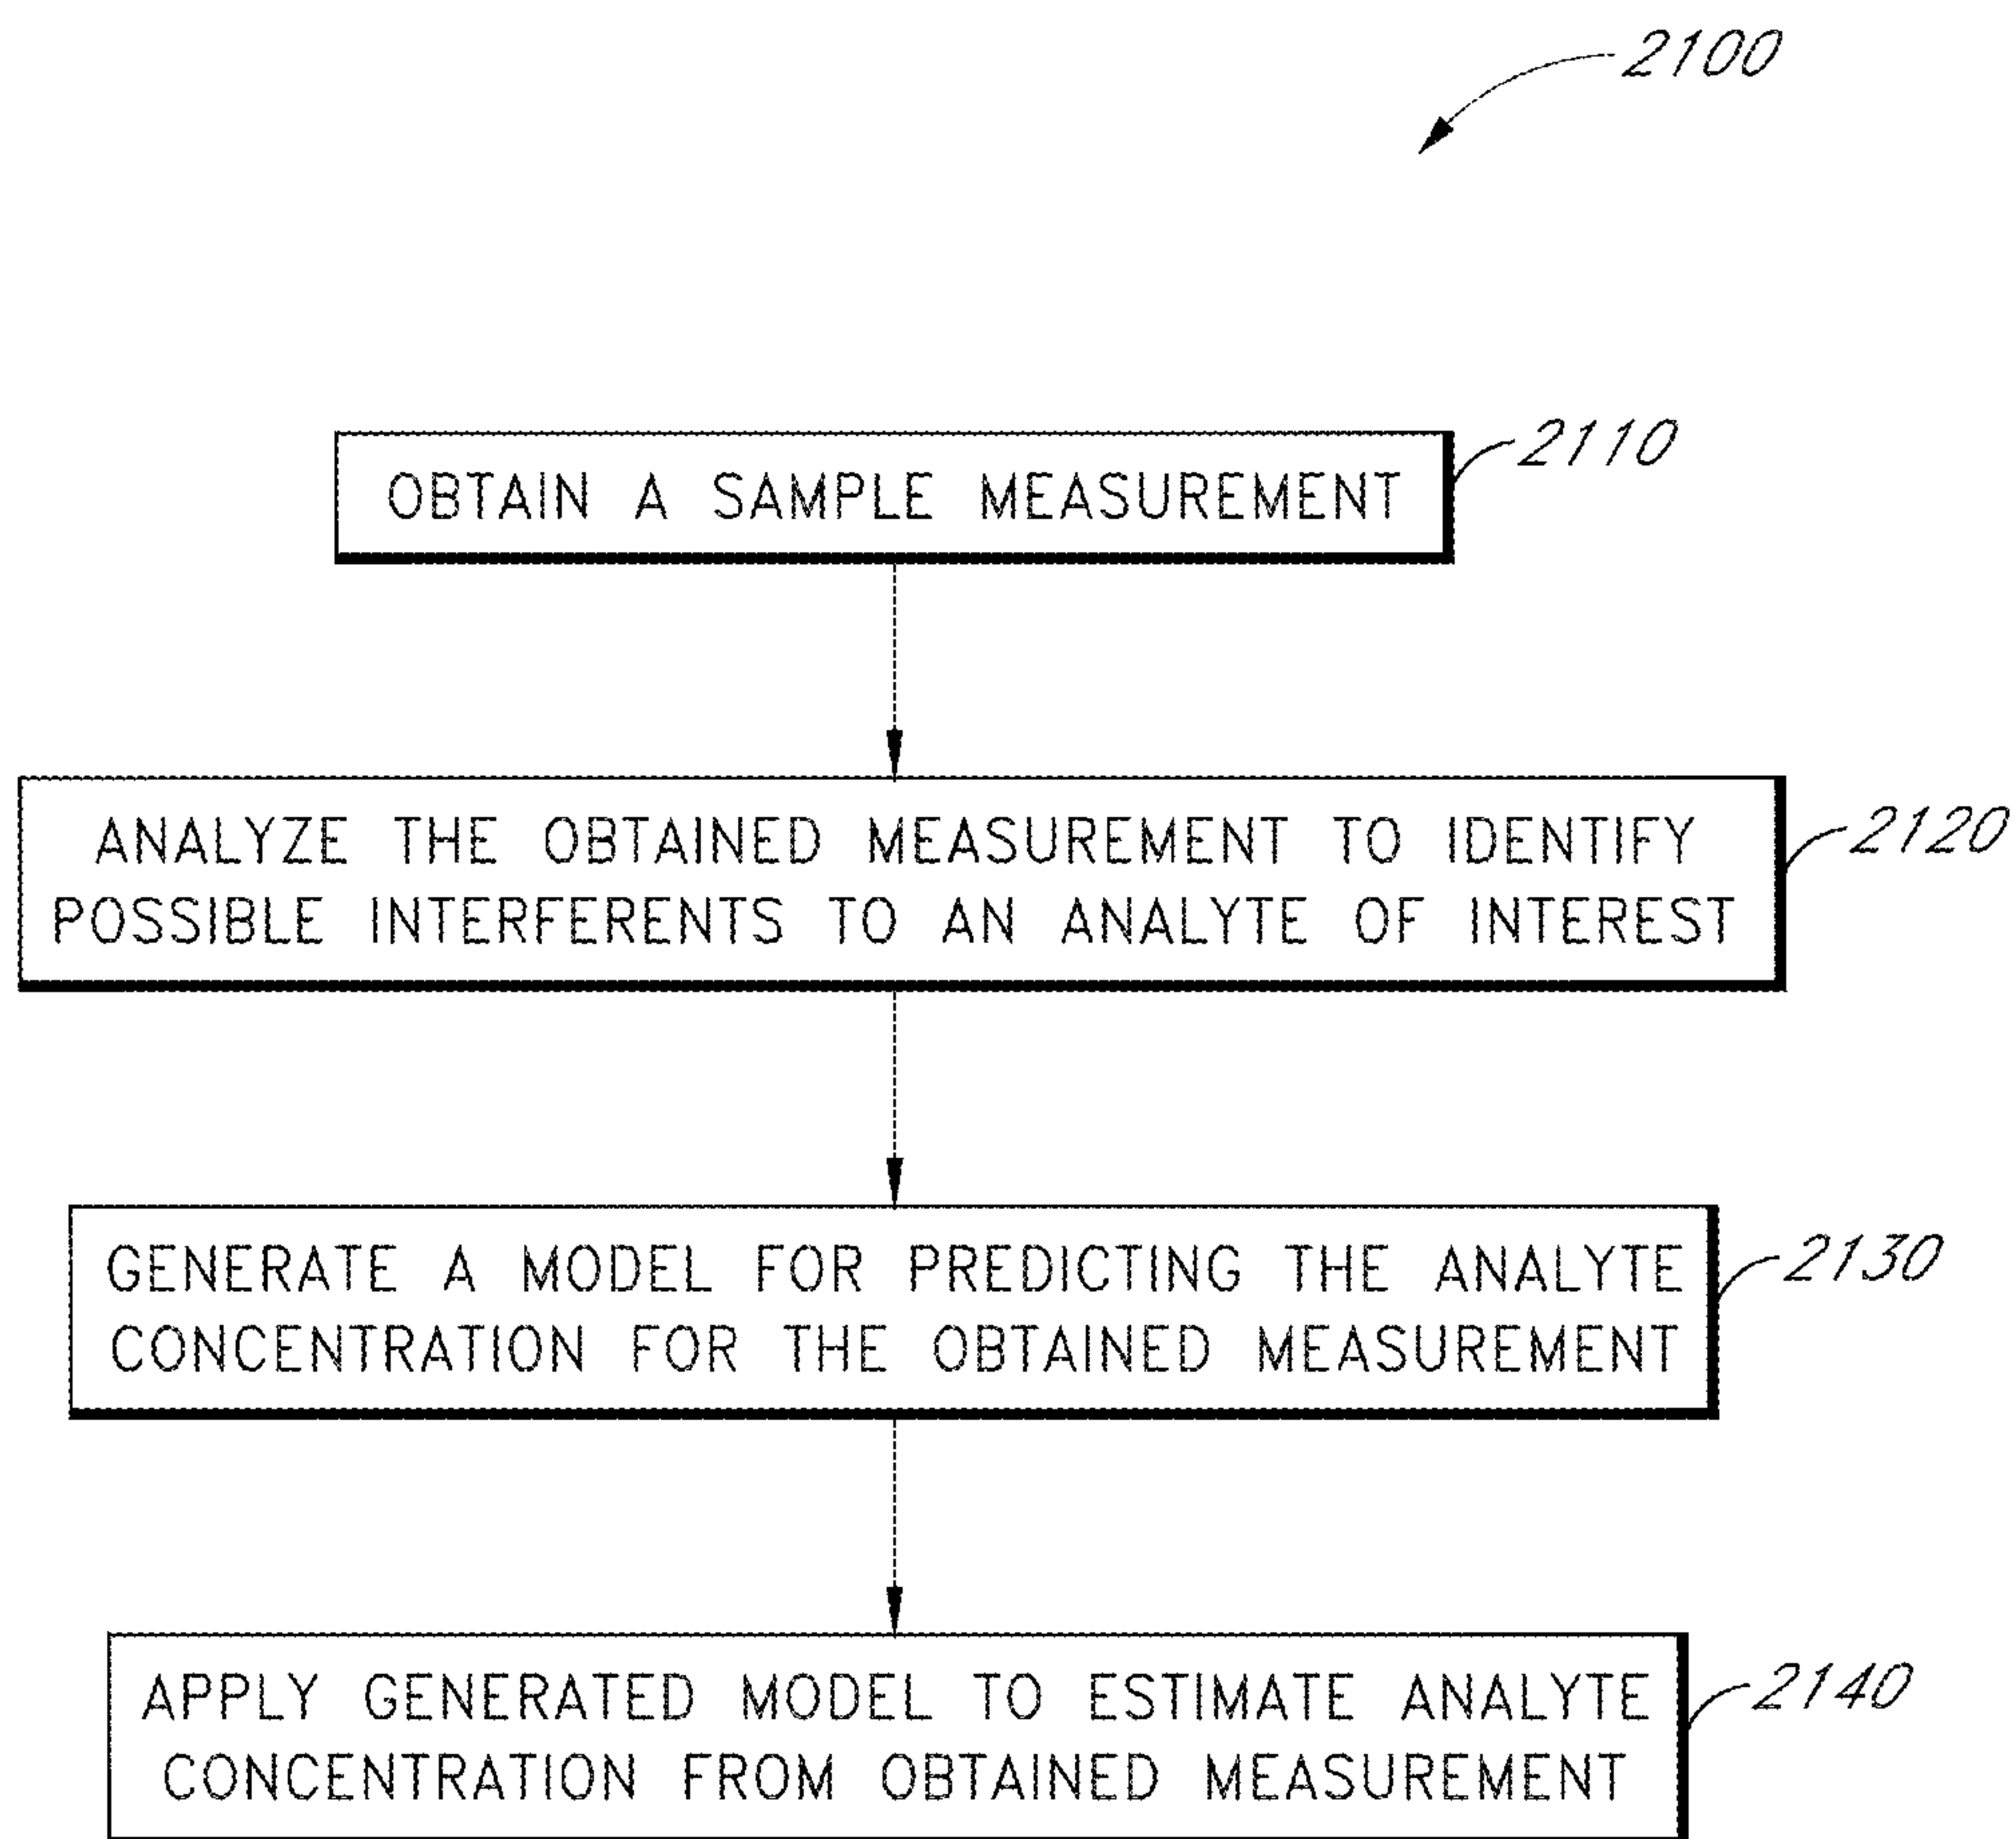 2100
OBTAIN A SAMPLE MEASUREMENT
2110
ANALYZE THE OBTAINED MEASUREMENT TO IDENTIFY
POSSIBLE INTERFERENTS TO AN ANALYTE OF INTEREST
2120
GENERATE A MODEL FOR PREDICTING THE ANALYTE
CONCENTRATION FOR THE OBTAINED MEASUREMENT
2130
APPLY GENERATED MODEL TO ESTIMATE ANALYTE
CONCENTRATION FROM OBTAINED MEASUREMENT
2140